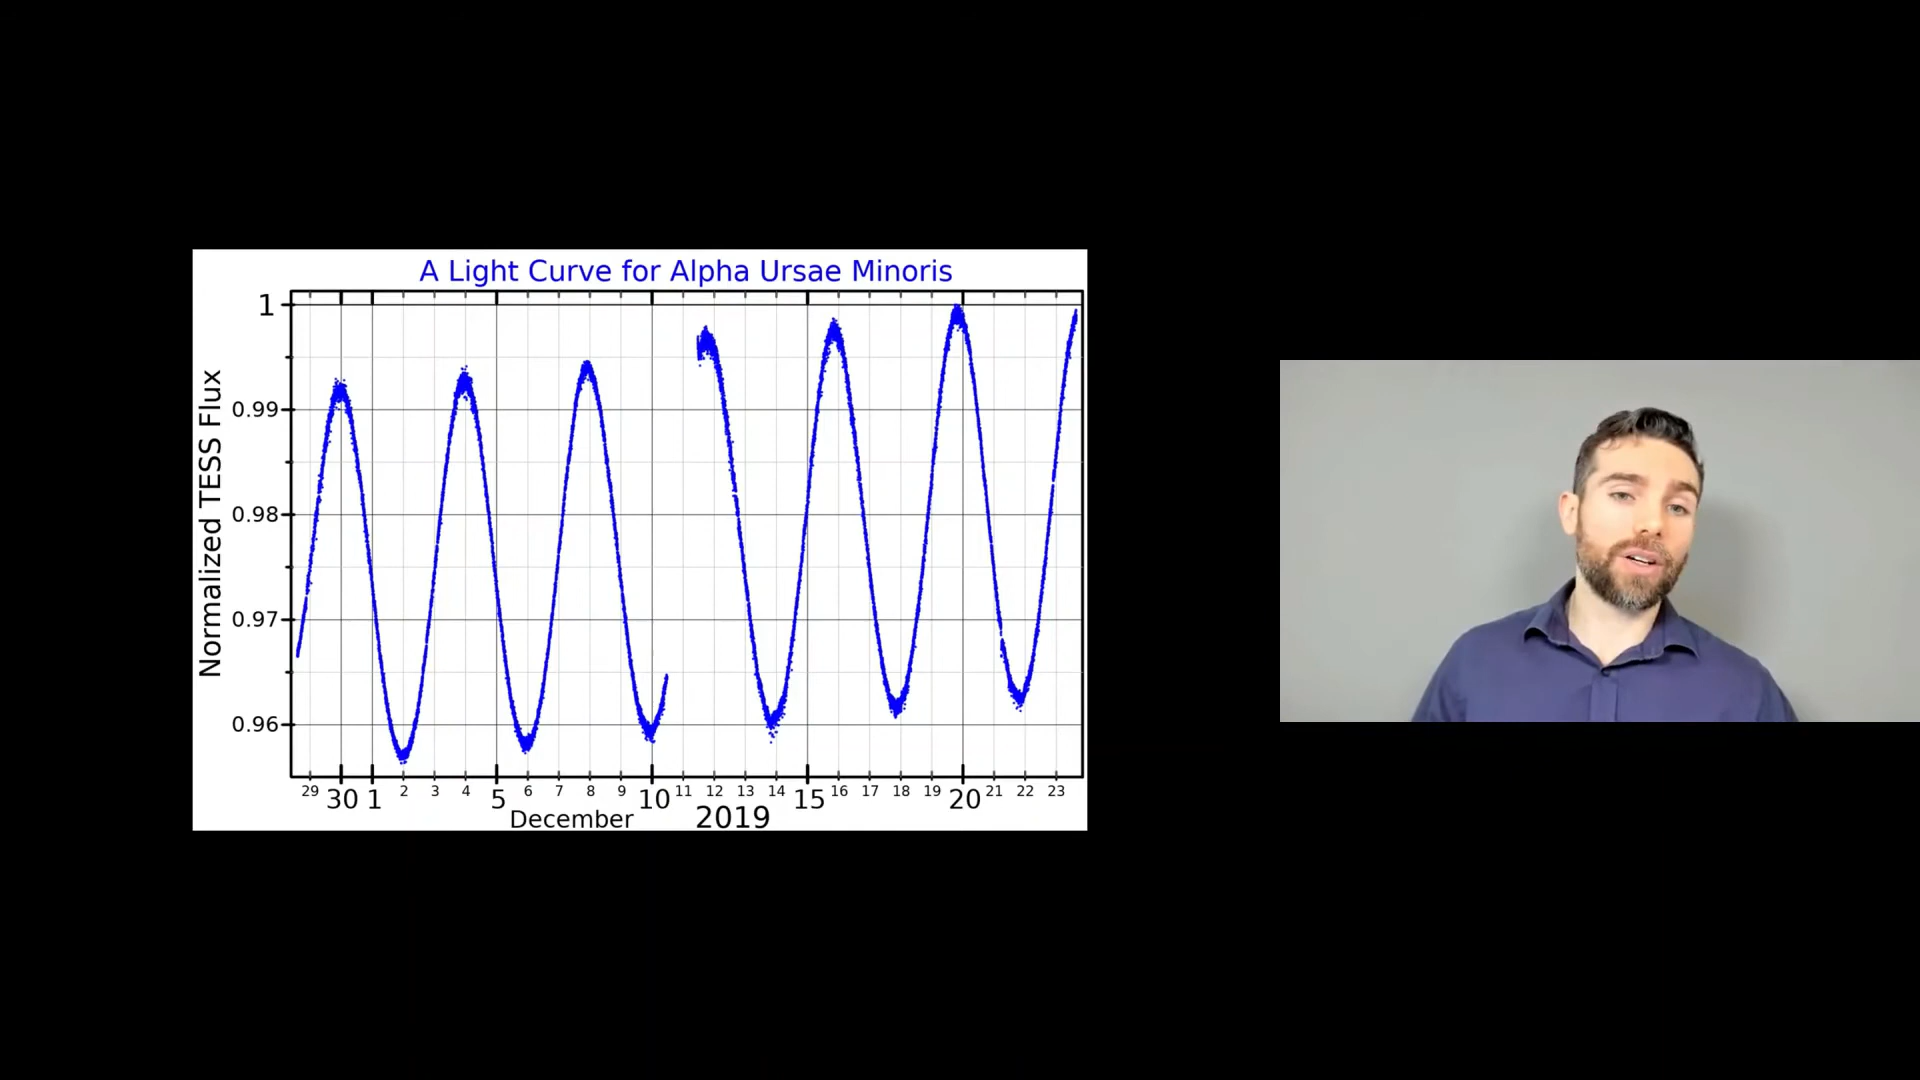 A Light Curve for Alpha Ursae Minoris
Normalized TESS Flux
1
0.99
0.98
0.97
0.96
29 30 1 2 3 4 5 6 7 8 9 10 11 12 13 14 15 16 17 18 19 20 21 22 23
December 2019